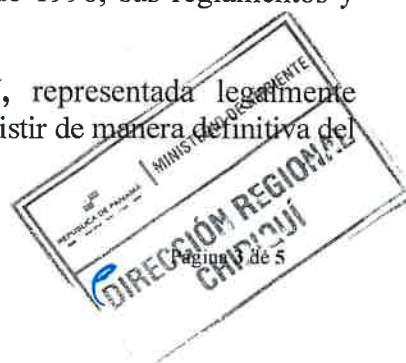 de 1998, sus reglamentos y
representada legalmente
istir de manera definitiva del
REPÚBLICA DE PANAMÁ
MINISTERIO DE AMBIENTE
DIRECCIÓN REGIONAL
CHIRIQUÍ
Página 3 de 5